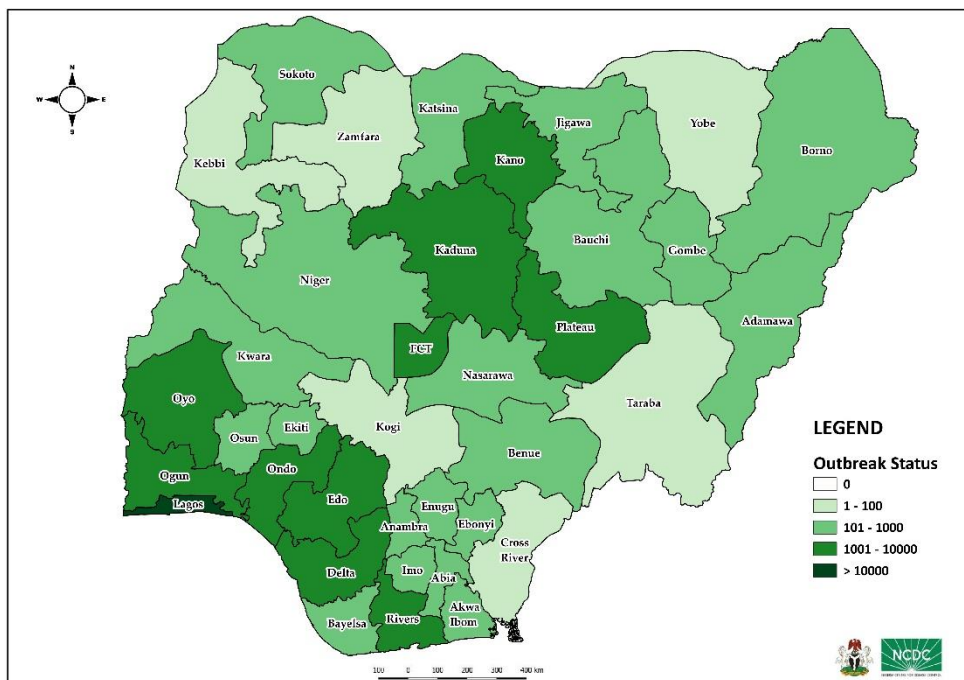 N
W E
S
Sokoto
Katsina
Jigawa
Yobe
Borno
Kebbi
Zamfara
Kano
Kaduna
Bauchi
Gombe
Niger
Adamawa
Plateau
FCT
Kwara
Nasarawa
Oyo
Taraba
Osun
Ekiti
Kogi
Benue
Ogun
Ondo
Edo
Lagos
Enugu
Anambra
Ebonyi
Cross
River
Delta
Imo
Abia
Akwa
Ibom
Bayelsa
Rivers
LEGEND
Outbreak Status
0
1 - 100
101 - 1000
1001 - 10000
> 10000
100 0 100 200 300 400 km
NCDC